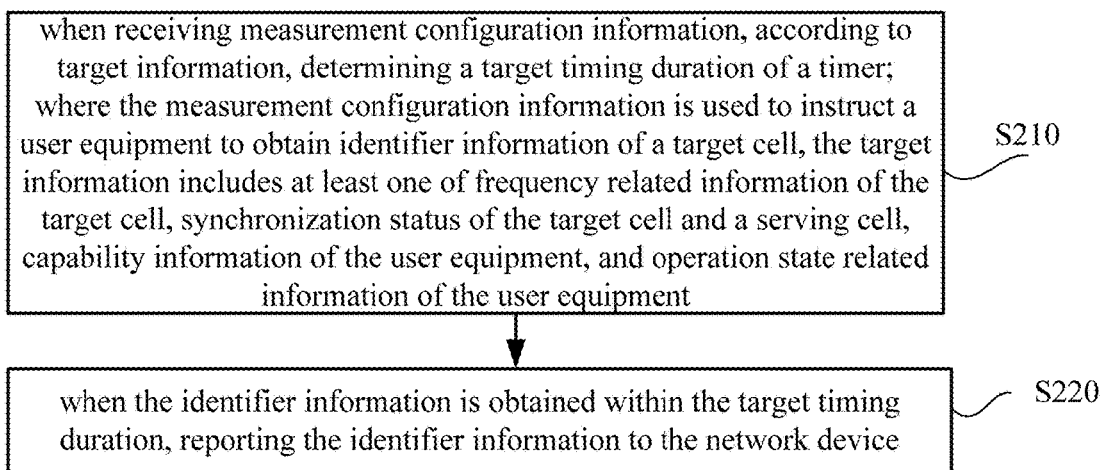 when receiving measurement configuration information, according to
target information, determining a target timing duration of a timer;
where the measurement configuration information is used to instruct a
user equipment to obtain identifier information of a target cell, the target
information includes at least one of frequency related information of the
target cell, synchronization status of the target cell and a serving cell,
capability information of the user equipment, and operation state related
information of the user equipment
S210
when the identifier information is obtained within the target timing
duration, reporting the identifier information to the network device
S220